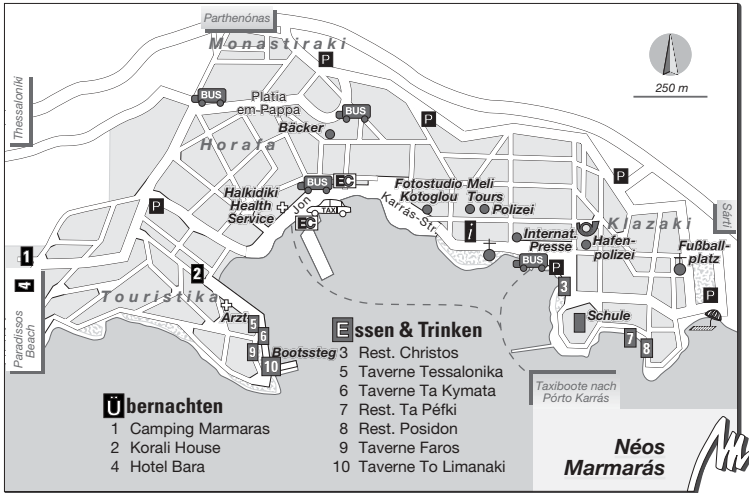 Parthenónas
Monastiraki
P
250 m
Thessaloniki
BUS
Platia
em-Pappa
BUS
P
Bäcker
Horafa
BUS
EC
P
Halkidiki
Health
Service
Jon
TAXI
EC
Karrás-Str.
Fotostudio
Kotoglou
Meli
Tours
Polizei
P
Sárti
Klazaki
i
Internat.
Presse
Hafen-
polizei
Fußball-
platz
BUS
P
1
4
2
Touristika
Arzt
3
P
Paradissos
Beach
5
6
9
10
Bootssteg
Schule
7
8
Essen & Trinken
3 Rest. Christos
5 Taverne Tessalonika
6 Taverne Ta Kymata
7 Rest. Ta Péfki
8 Rest. Posidon
9 Taverne Faros
10 Taverne To Limanaki
Übernachten
1 Camping Marmaras
2 Korali House
4 Hotel Bara
Taxiboote nach
Pórto Karrás
Néos
Marmarás